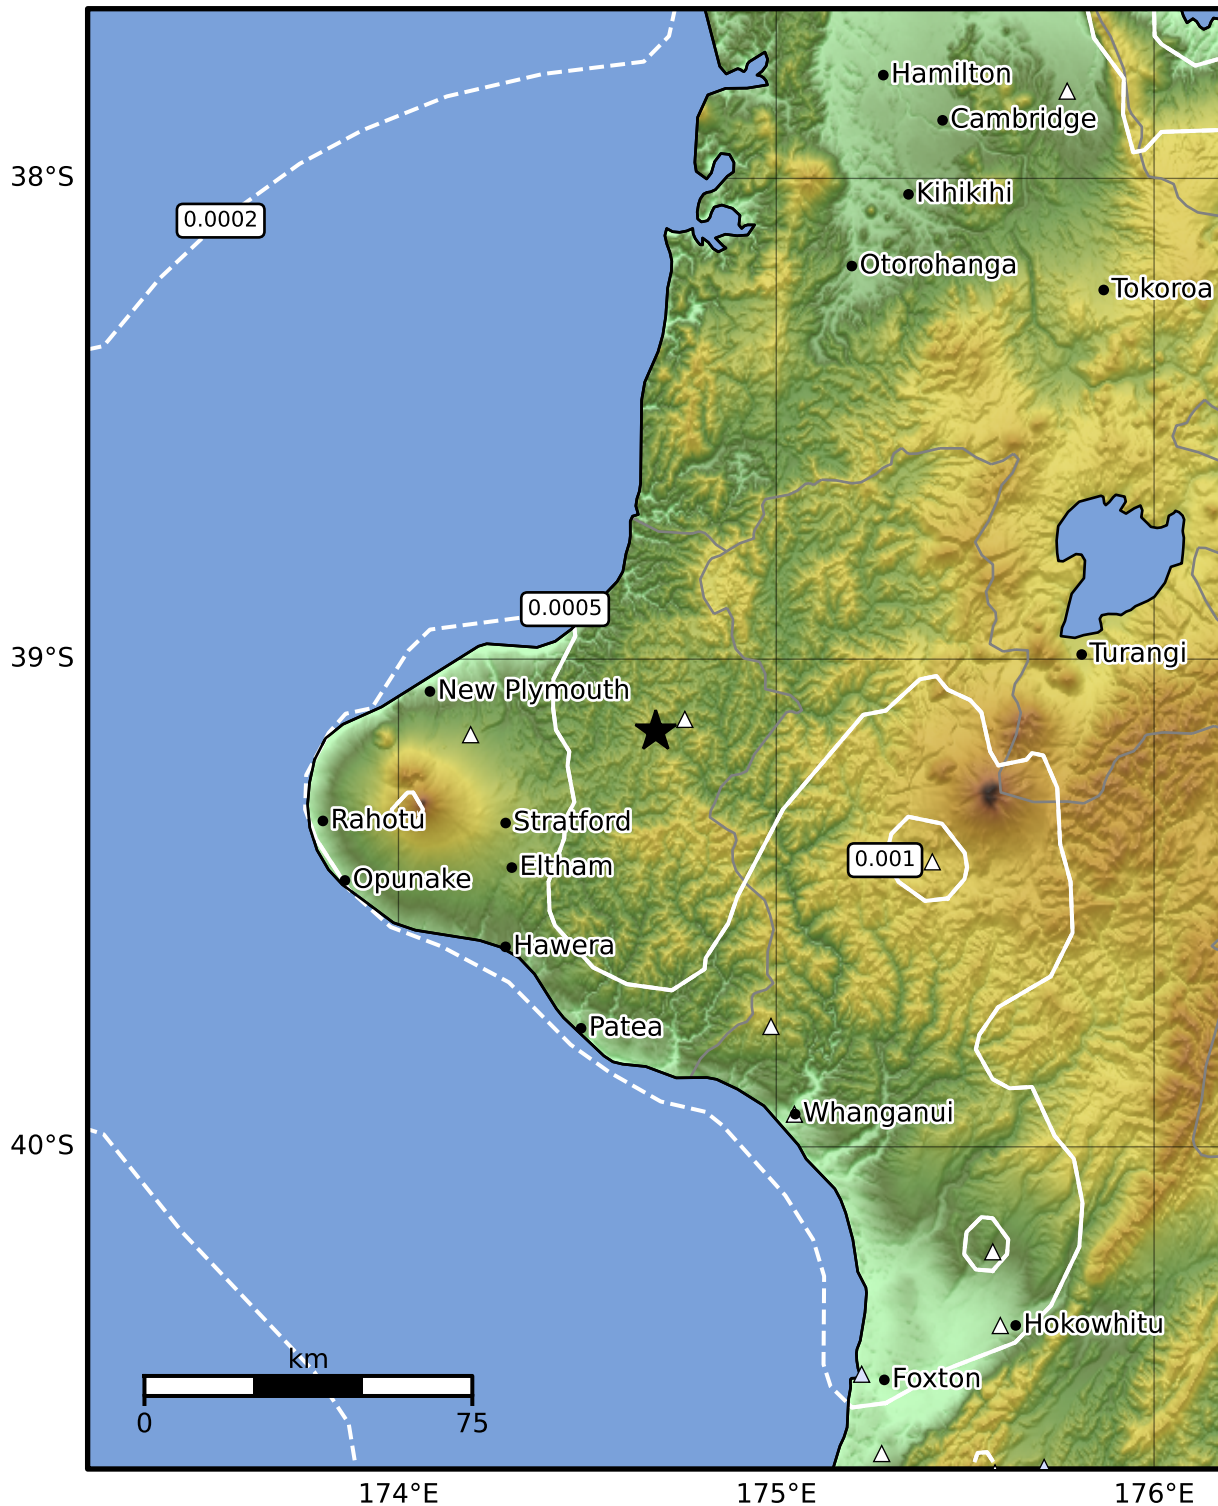 Hamilton
Cambridge
38°S
Kihikihi
0.0002
Otorohanga
Tokoroa
0.0005
39°S
Turangi
New Plymouth
Rahotu
Stratford
0.001
Eltham
Opunake
Hawera
Patea
Whanganui
40°S
Hokowhitu
km
Foxton
0 75
174°E 175°E 176°E